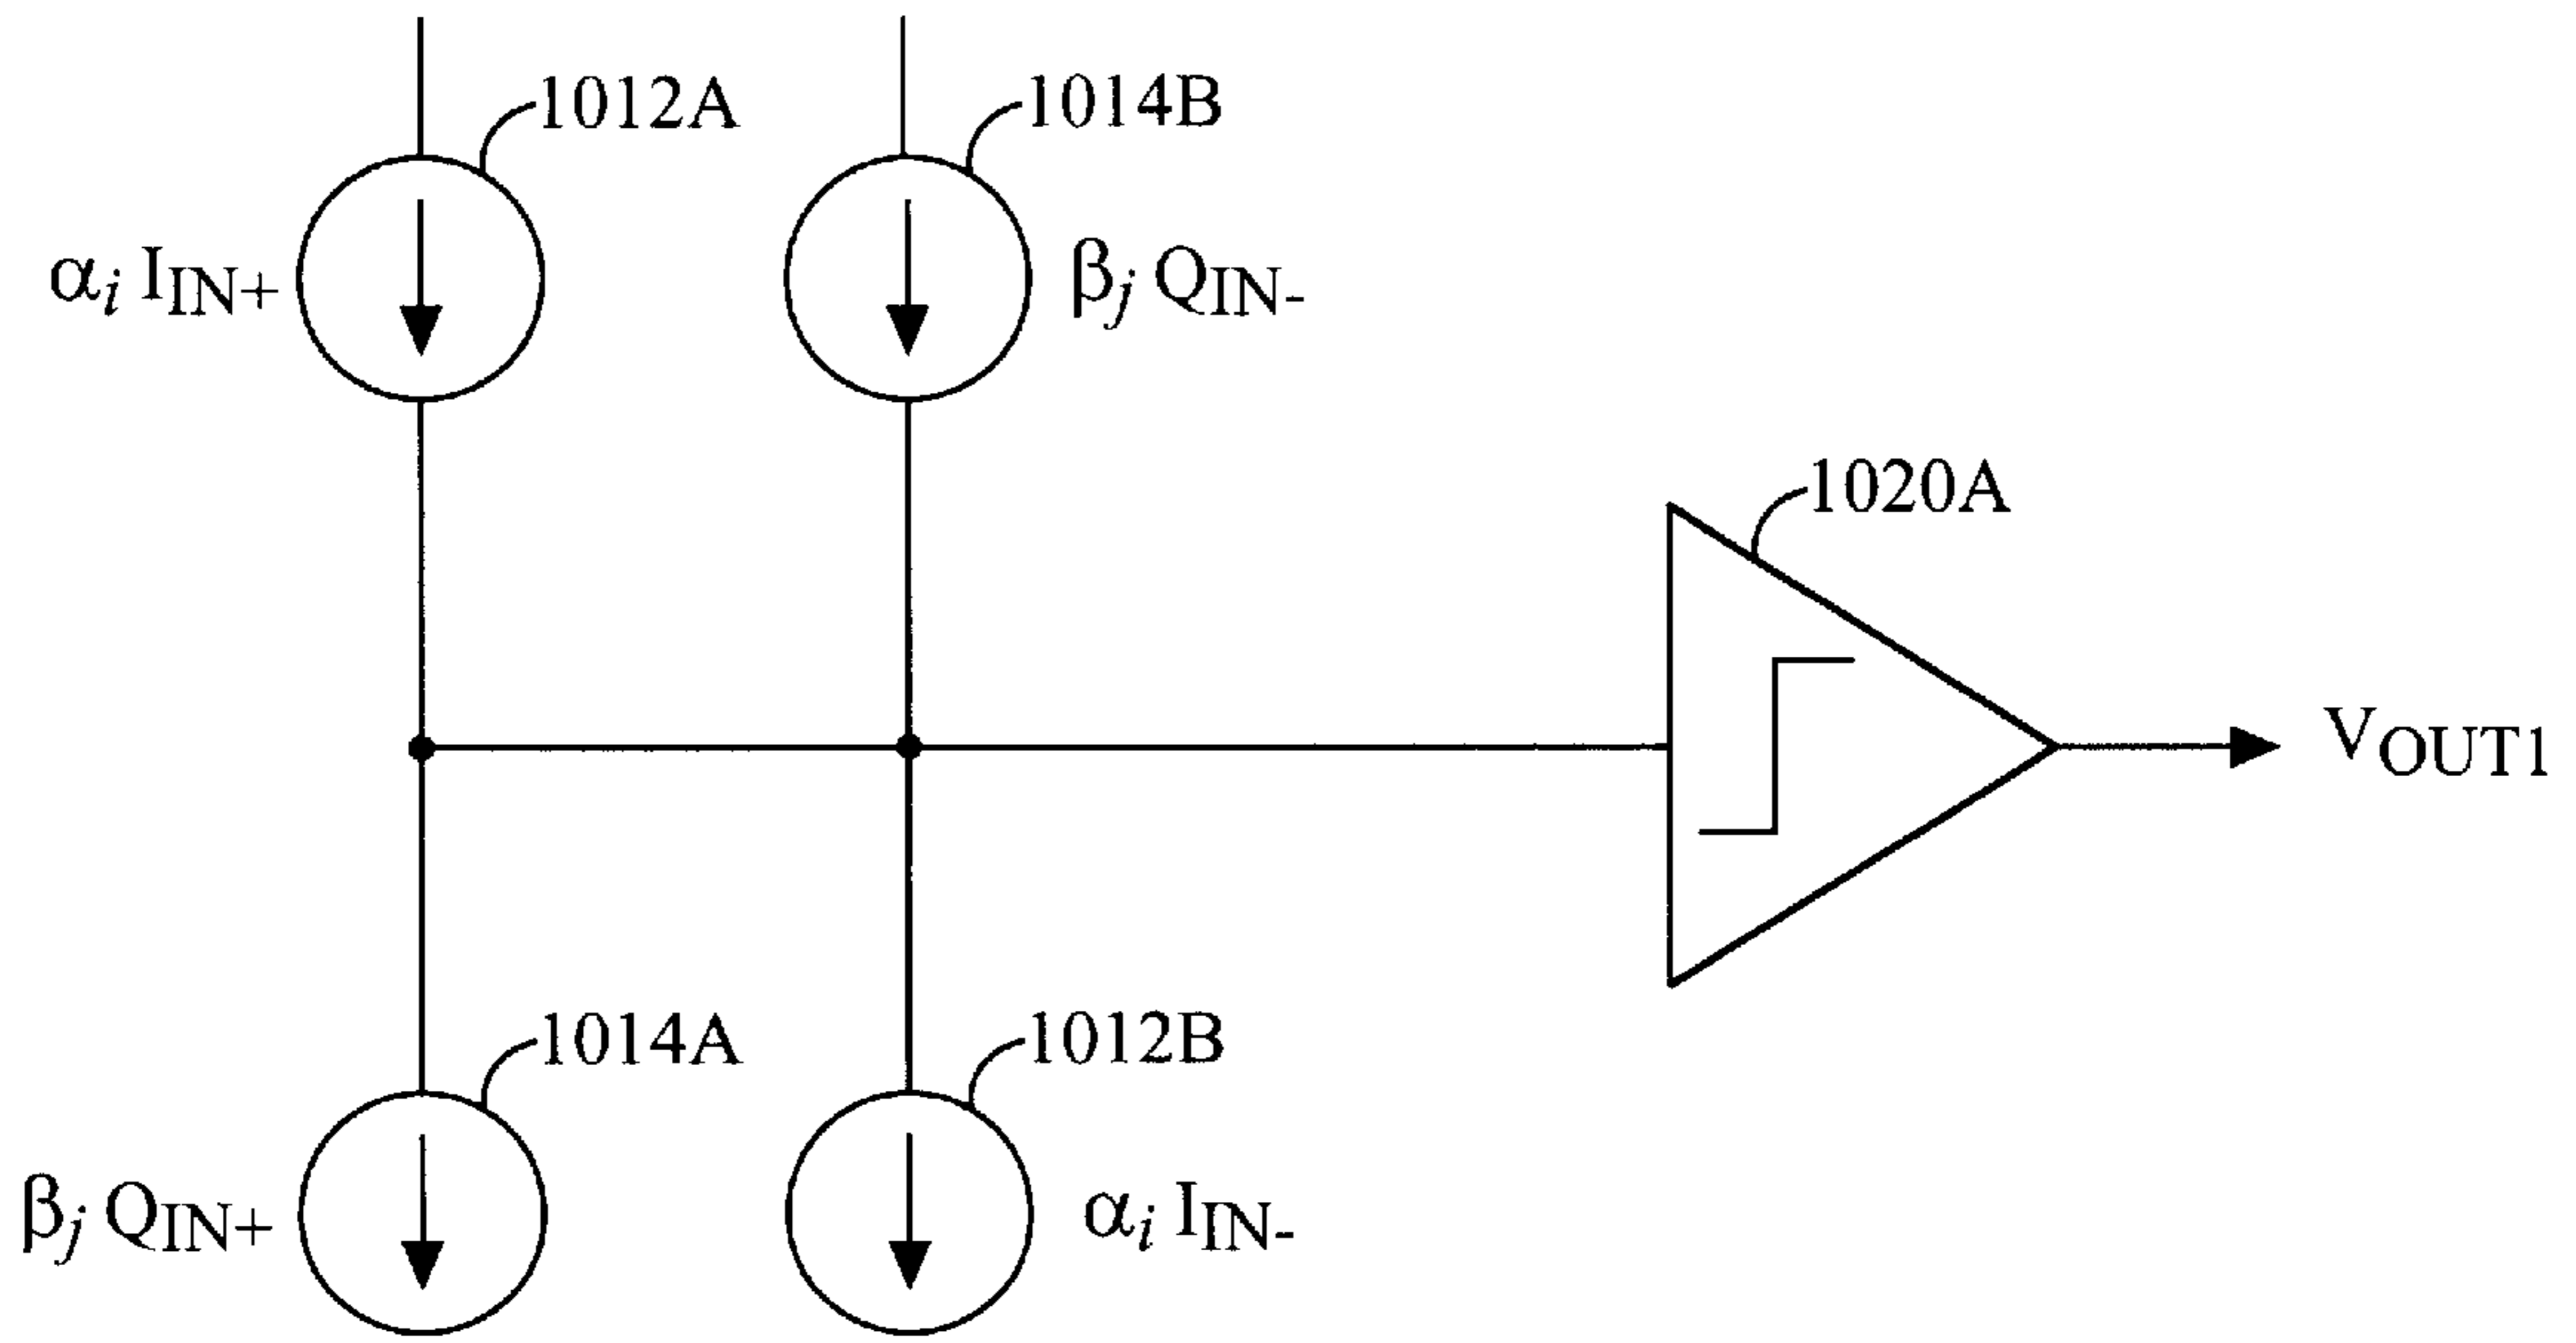 1012A
1014B
αi IIN+
βj QIN-
1020A
VOUT1
1014A
1012B
βj QIN+
αi IIN-